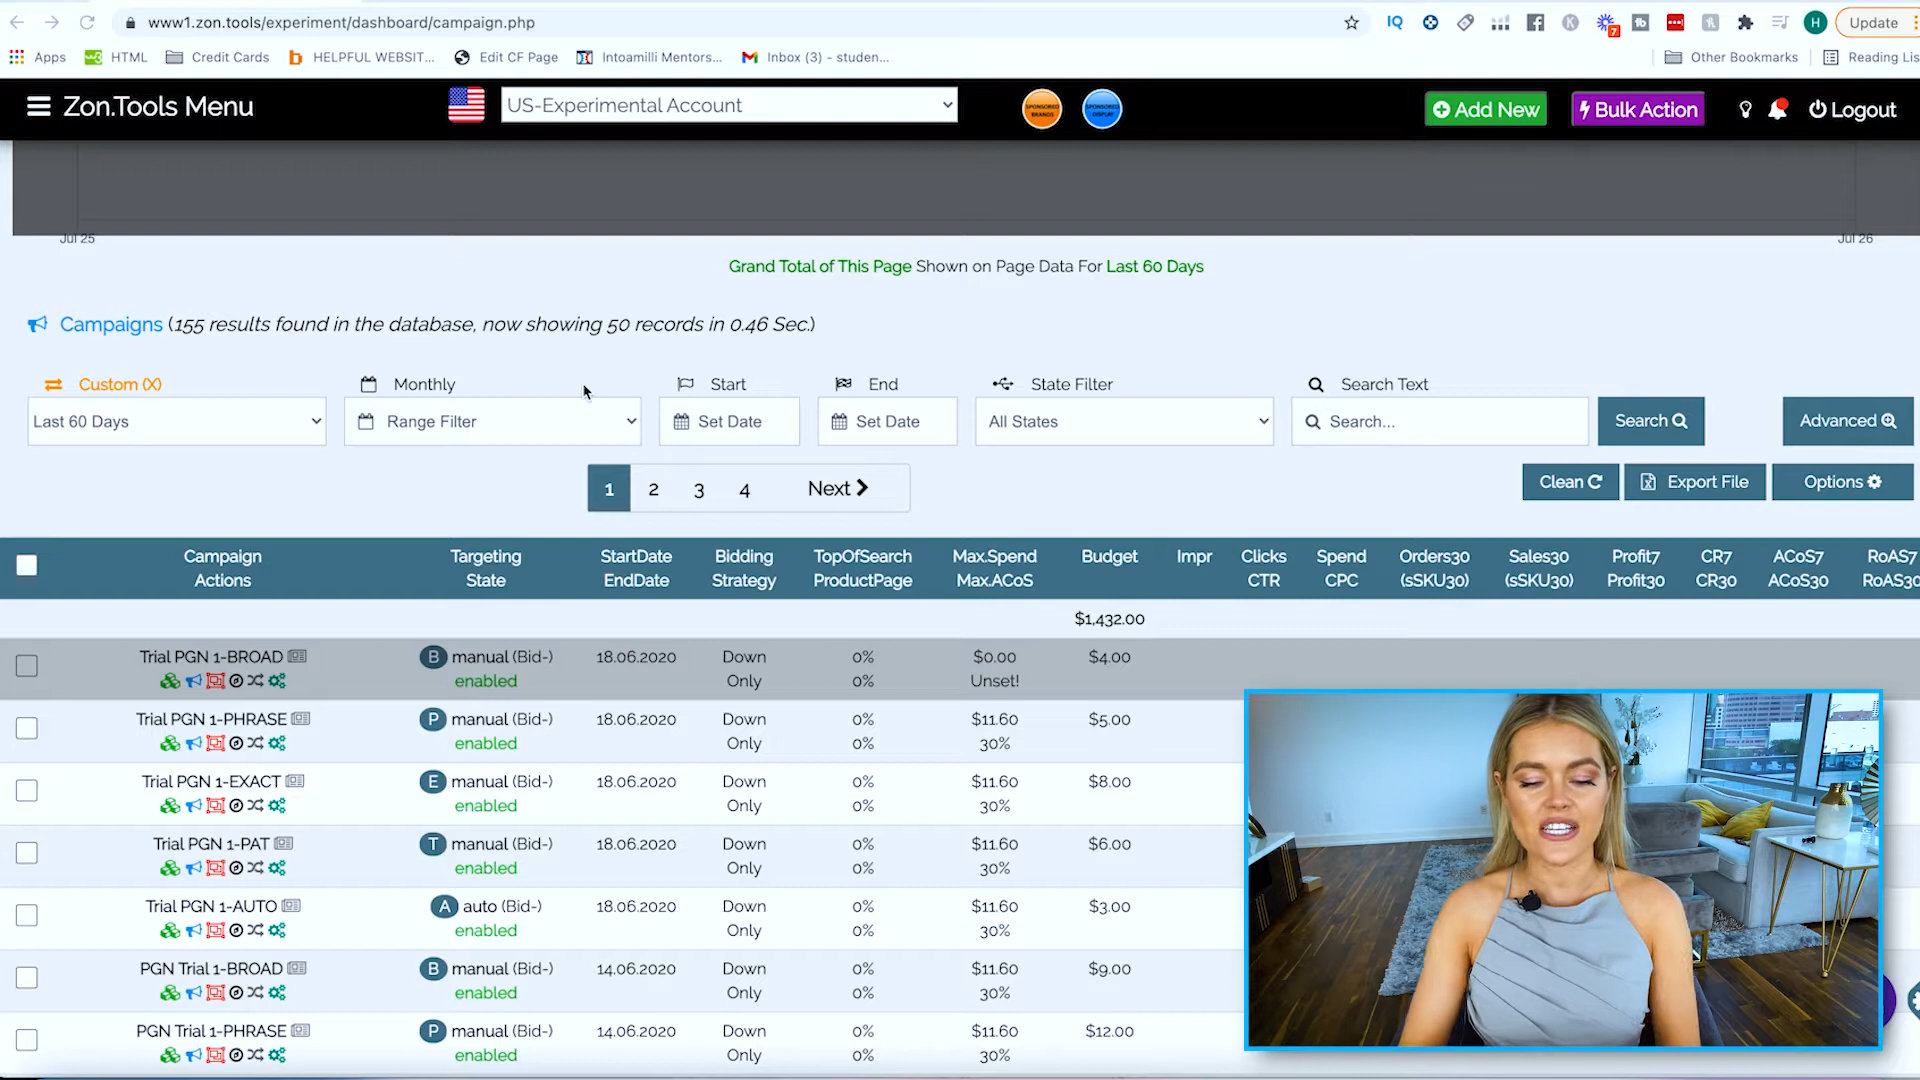 www1.zon.tools/experiment/dashboard/campaign.php
IQ
7
H
Update
Apps
HTML
Credit Cards
HELPFUL WEBSIT...
Edit CF Page
Intoamilli Mentors...
Inbox (3) - studen...
Other Bookmarks
Reading Lis
Zon.Tools Menu
US-Experimental Account
SPONSORED BRANDS
SPONSORED DISPLAY
Add New
Bulk Action
Logout
Jul 25
Jul 26
Grand Total of This Page Shown on Page Data For Last 60 Days
Campaigns (155 results found in the database, now showing 50 records in 0.46 Sec.)
Custom (X)
Monthly
Start
End
State Filter
Search Text
Last 60 Days
Range Filter
Set Date
Set Date
All States
Search...
Search
Advanced
1 2 3 4 Next
Clean
Export File
Options
Campaign Targeting StartDate Bidding TopOfSearch Max.Spend Budget Impr Clicks Spend Orders30 Sales30 Profit7 CR7 ACoS7 RoAS7
Actions State EndDate Strategy ProductPage Max.ACoS CTR CPC (sSKU30) (sSKU30) Profit30 CR30 ACoS30 RoAS30
$1,432.00
Trial PGN 1-BROAD B manual (Bid-) 18.06.2020 Down 0% $0.00 $4.00
enabled Only 0% Unset!
Trial PGN 1-PHRASE P manual (Bid-) 18.06.2020 Down 0% $11.60 $5.00
enabled Only 0% 30%
Trial PGN 1-EXACT E manual (Bid-) 18.06.2020 Down 0% $11.60 $8.00
enabled Only 0% 30%
Trial PGN 1-PAT T manual (Bid-) 18.06.2020 Down 0% $11.60 $6.00
enabled Only 0% 30%
Trial PGN 1-AUTO A auto (Bid-) 18.06.2020 Down 0% $11.60 $3.00
enabled Only 0% 30%
PGN Trial 1-BROAD B manual (Bid-) 14.06.2020 Down 0% $11.60 $9.00
enabled Only 0% 30%
PGN Trial 1-PHRASE P manual (Bid-) 14.06.2020 Down 0% $11.60 $12.00
enabled Only 0% 30%